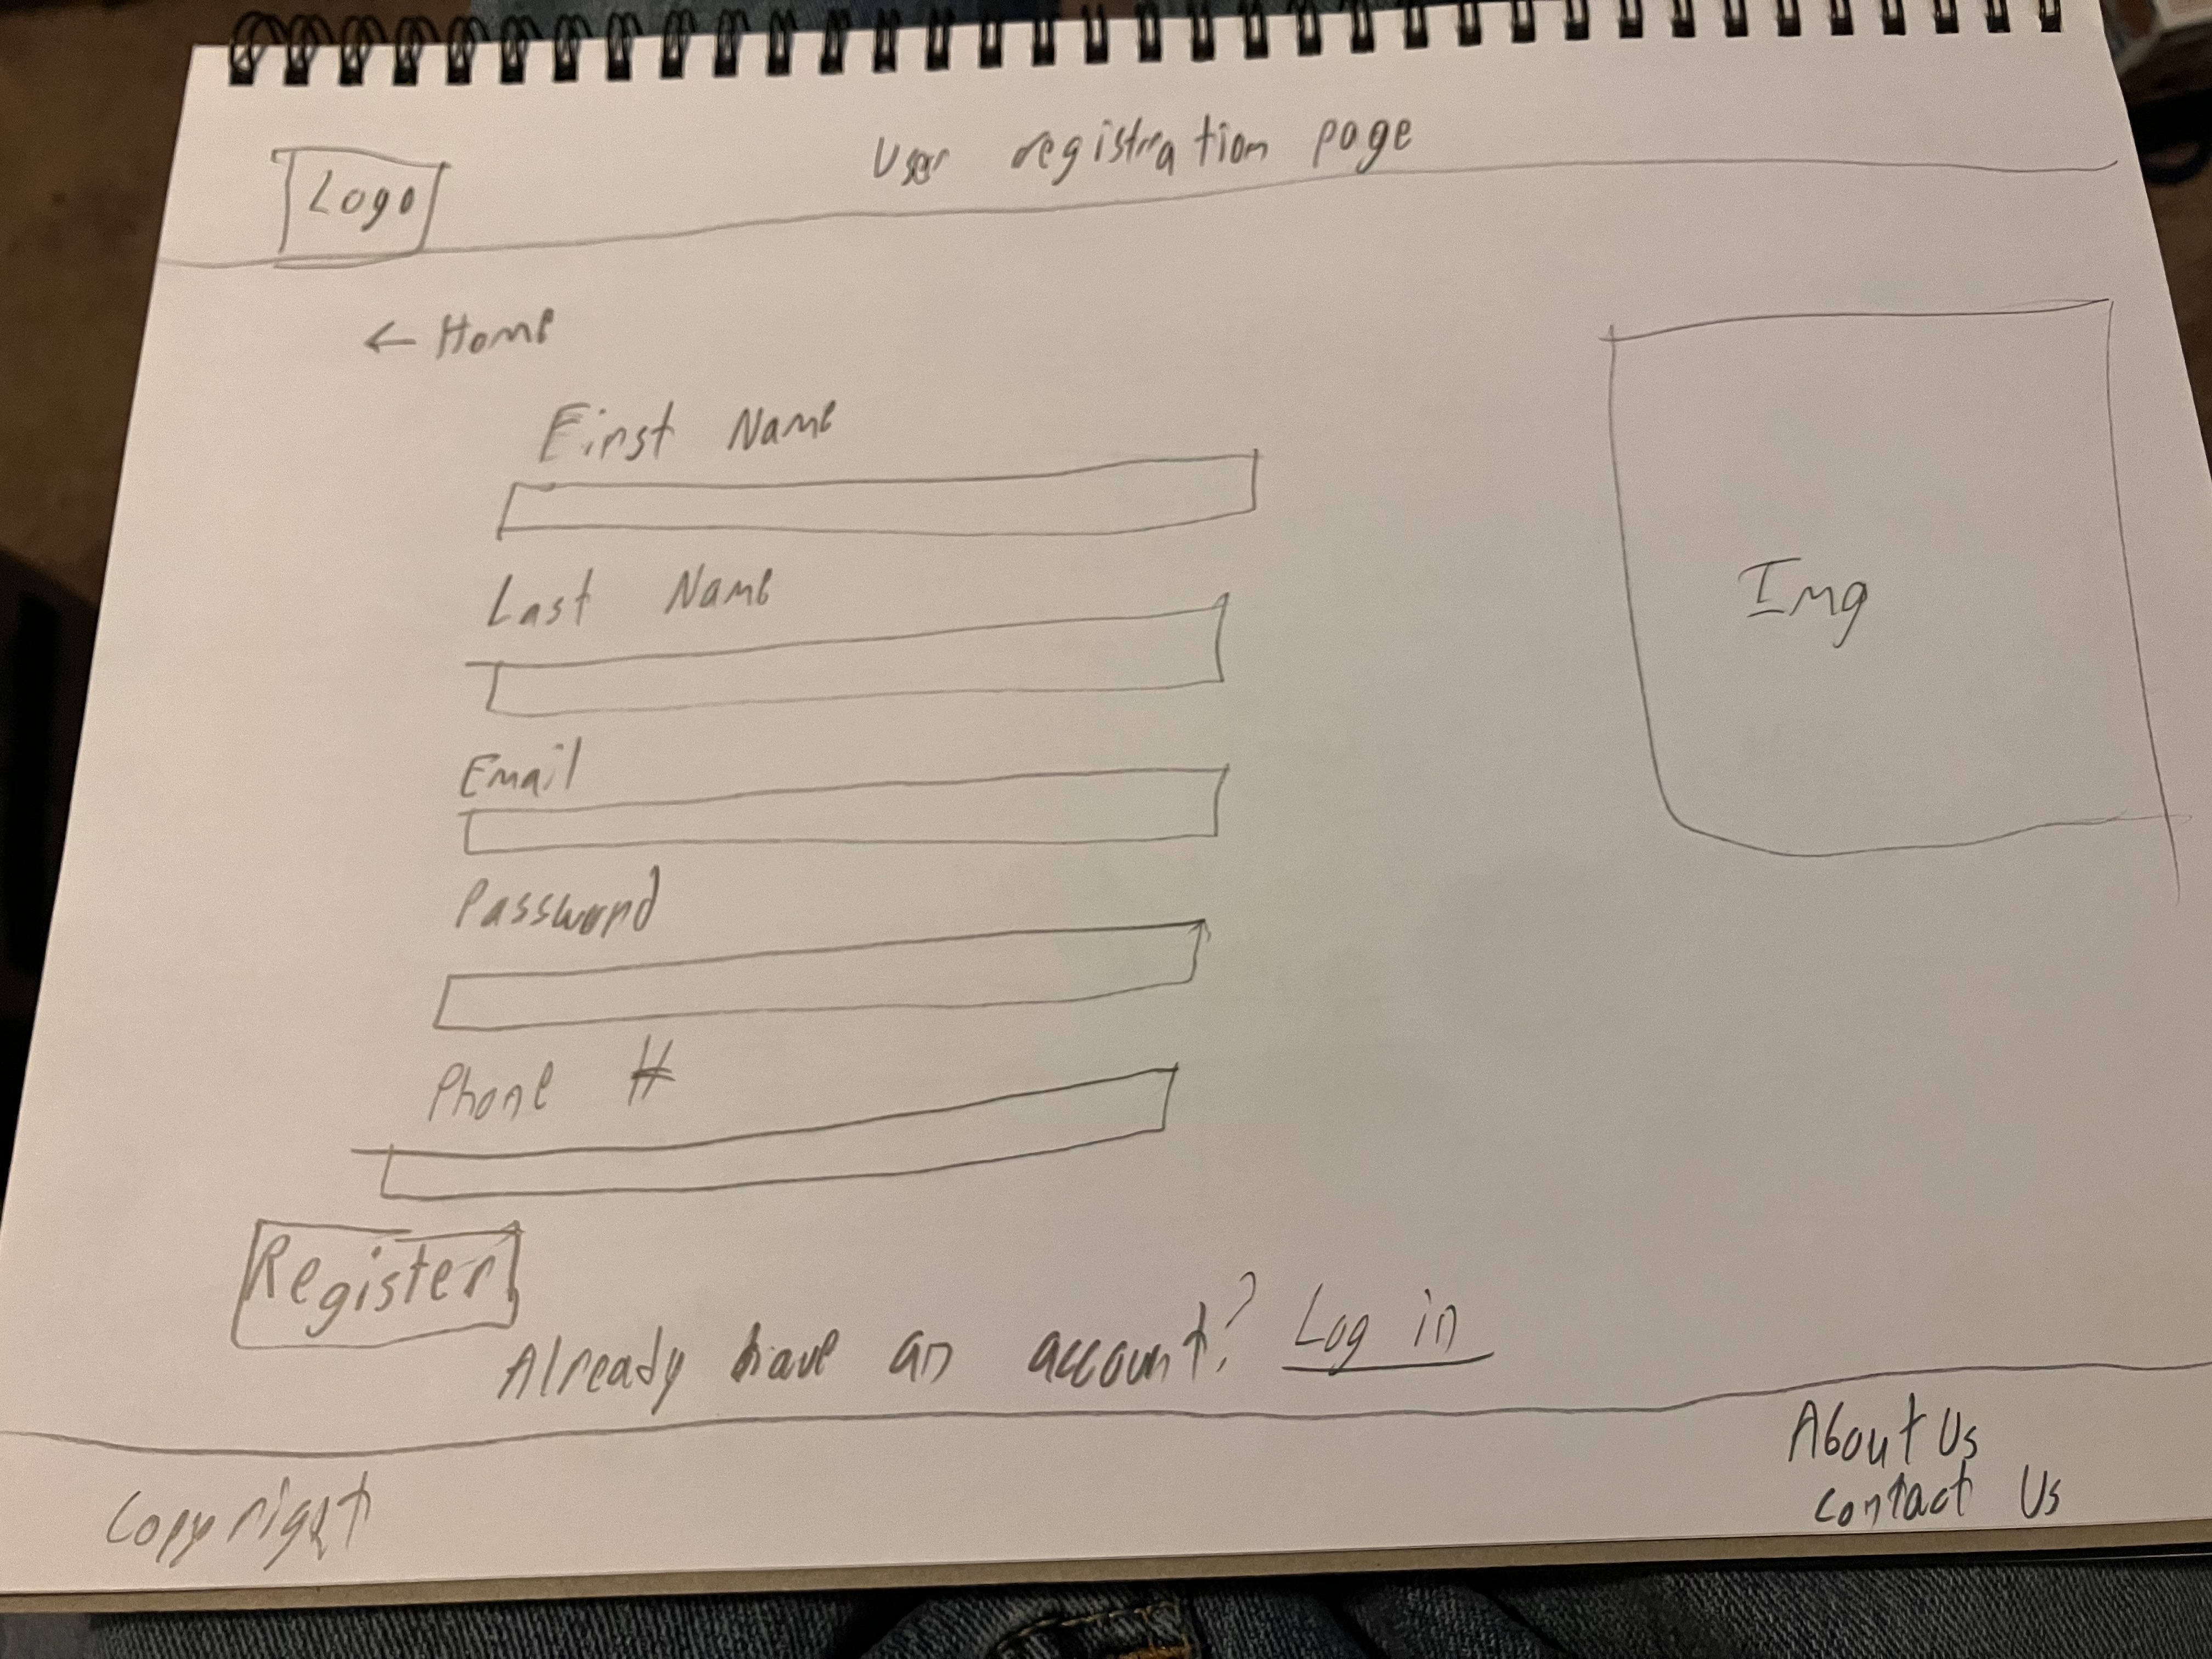 User registration page
Logo
← Home
First Name
Last Name
Email
Password
Phone #
Register
Already have an account? Log in
About Us
Contact Us
Copyright